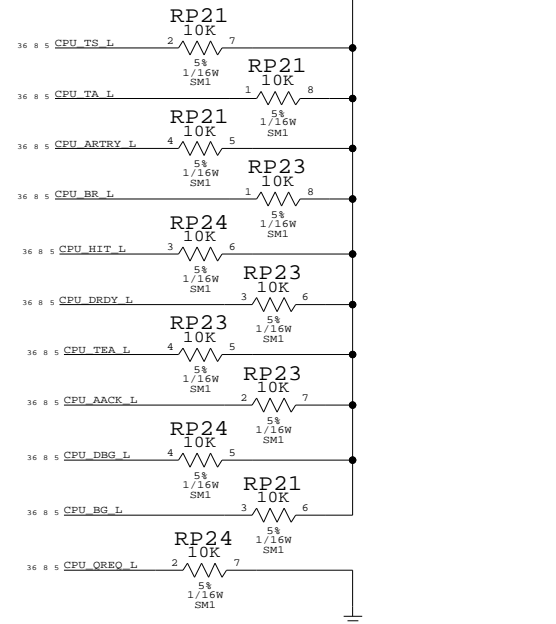 RP21
10K
36 8 5 CPU_TS_L 2 7
5%
1/16W
SM1
RP21
10K
36 8 5 CPU_TA_L 1 8
5%
1/16W
SM1
RP21
10K
36 8 5 CPU_ARTRY_L 4 5
5%
1/16W
SM1
RP23
10K
36 8 5 CPU_BR_L 1 8
5%
1/16W
SM1
RP24
10K
36 8 5 CPU_HIT_L 3 6
5%
1/16W
SM1
RP23
10K
36 8 5 CPU_DRDY_L 3 6
5%
1/16W
SM1
RP23
10K
36 8 5 CPU_TEA_L 4 5
5%
1/16W
SM1
RP23
10K
36 8 5 CPU_AACK_L 2 7
5%
1/16W
SM1
RP24
10K
36 8 5 CPU_DBG_L 4 5
5%
1/16W
SM1
RP21
10K
36 8 5 CPU_BG_L 3 6
5%
1/16W
SM1
RP24
10K
36 8 5 CPU_QREQ_L 2 7
5%
1/16W
SM1